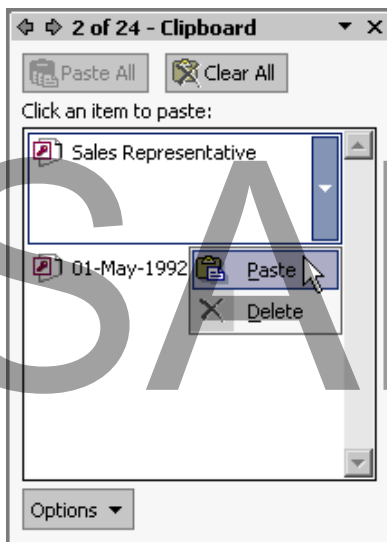 2 of 24 - Clipboard
Paste All Clear All
Click an item to paste:
Sales Representative
01-May-1992
Paste
Delete
Options